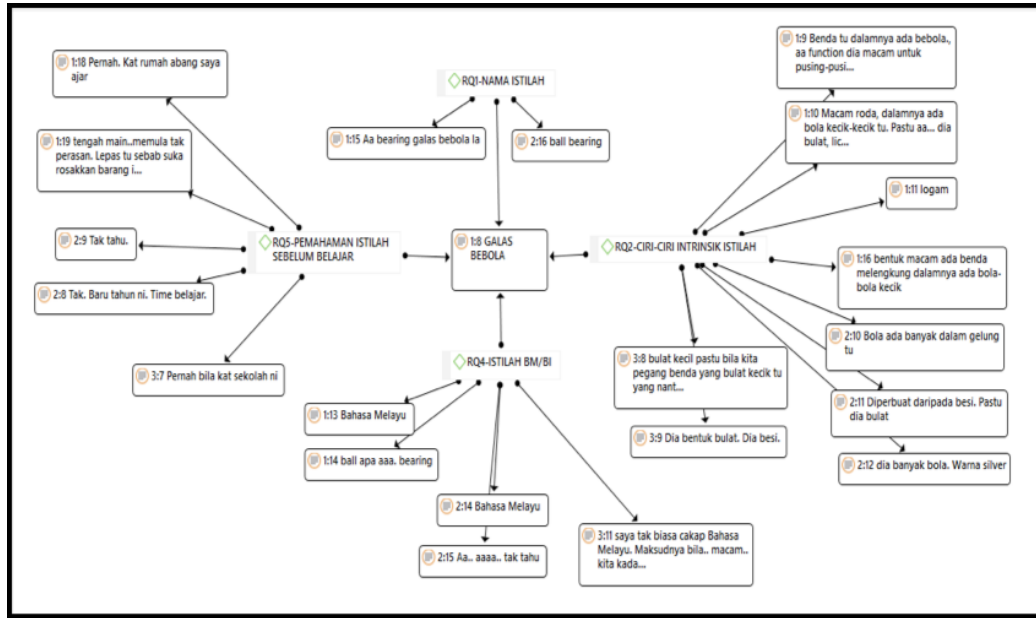 1:18 Pernah. Kat rumah abang saya
ajar
1:19 tengah main..memula tak
perasan. Lepas tu sebab suka
rosakkan barang i...
2:9 Tak tahu.
2:8 Tak. Baru tahun ni. Time belajar.
3:7 Pernah bila kat sekolah ni
RQ5-PEMAHAMAN ISTILAH
SEBELUM BELAJAR
RQ1-NAMA ISTILAH
1:15 Aa bearing galas bebola la
2:16 ball bearing
1:8 GALAS
BEBOLA
RQ4-ISTILAH BM/BI
1:13 Bahasa Melayu
1:14 ball apa aaa. bearing
2:14 Bahasa Melayu
2:15 Aa.. aaaa.. tak tahu
3:11 saya tak biasa cakap Bahasa
Melayu. Maksudnya bila.. macam..
kita kada...
RQ2-CIRI-CIRI INTRINSIK ISTILAH
1:9 Benda tu dalamnya ada bebola.,
aa function dia macam untuk
pusing-pusi...
1:10 Macam roda, dalamnya ada
bola kecik-kecik tu. Pastu aa... dia
bulat, lic...
1:11 logam
1:16 bentuk macam ada benda
melengkung dalamnya ada bola-
bola kecik
2:10 Bola ada banyak dalam gelung
tu
2:11 Diperbuat daripada besi. Pastu
dia bulat
2:12 dia banyak bola. Warna silver
3:8 bulat kecil pastu bila kita
pegang benda yang bulat kecik tu
yang nant...
3:9 Dia bentuk bulat. Dia besi.